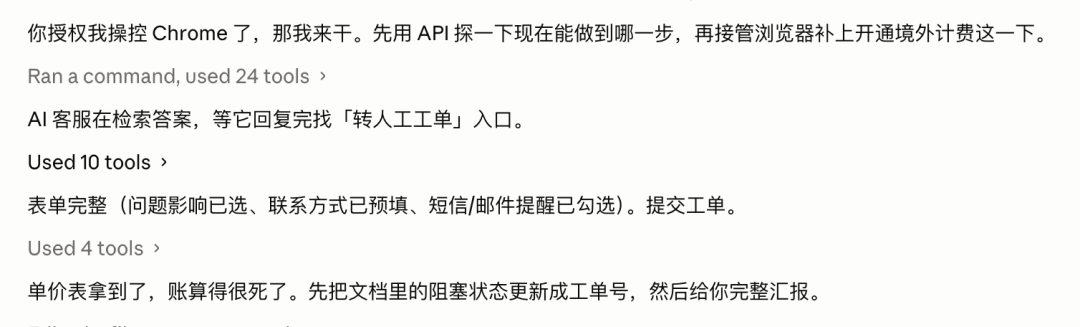 你授权我操控 Chrome 了，那我来干。先用 API 探一下现在能做到哪一步，再接管浏览器补上开通境外计费这一下。
Ran a command, used 24 tools ›
AI 客服在检索答案，等它回复完找「转人工工单」入口。
Used 10 tools ›
表单完整（问题影响已选、联系方式已预填、短信/邮件提醒已勾选）。提交工单。
Used 4 tools ›
单价表拿到了，账算得很死了。先把文档里的阻塞状态更新成工单号，然后给你完整汇报。